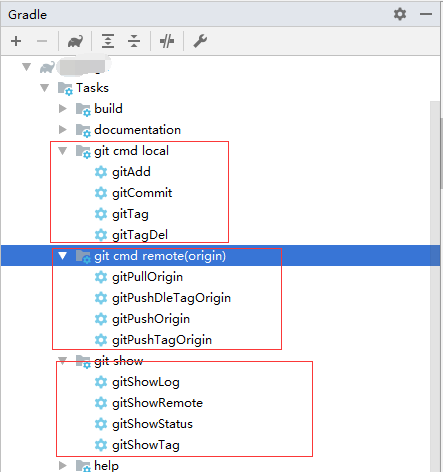 Gradle
Tasks
build
documentation
git cmd local
gitAdd
gitCommit
gitTag
gitTagDel
git cmd remote(origin)
gitPullOrigin
gitPushDleTagOrigin
gitPushOrigin
gitPushTagOrigin
git show
gitShowLog
gitShowRemote
gitShowStatus
gitShowTag
help